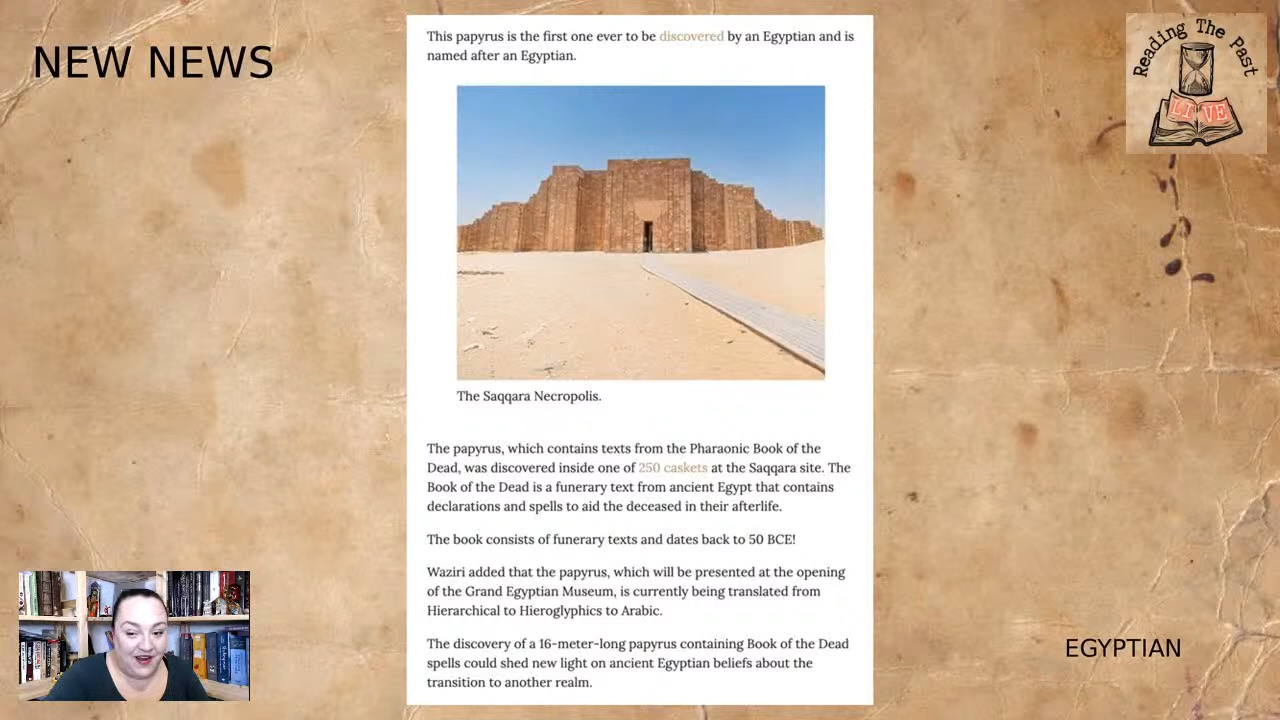 NEW NEWS
This papyrus is the first one ever to be discovered by an Egyptian and is
named after an Egyptian.
The Saqqara Necropolis.
The papyrus, which contains texts from the Pharaonic Book of the
Dead, was discovered inside one of 250 caskets at the Saqqara site. The
Book of the Dead is a funerary text from ancient Egypt that contains
declarations and spells to aid the deceased in their afterlife.
The book consists of funerary texts and dates back to 50 BCE!
Waziri added that the papyrus, which will be presented at the opening
of the Grand Egyptian Museum, is currently being translated from
Hierarchical to Hieroglyphics to Arabic.
The discovery of a 16-meter-long papyrus containing Book of the Dead
spells could shed new light on ancient Egyptian beliefs about the
transition to another realm.
Reading The Past
LIVE
EGYPTIAN